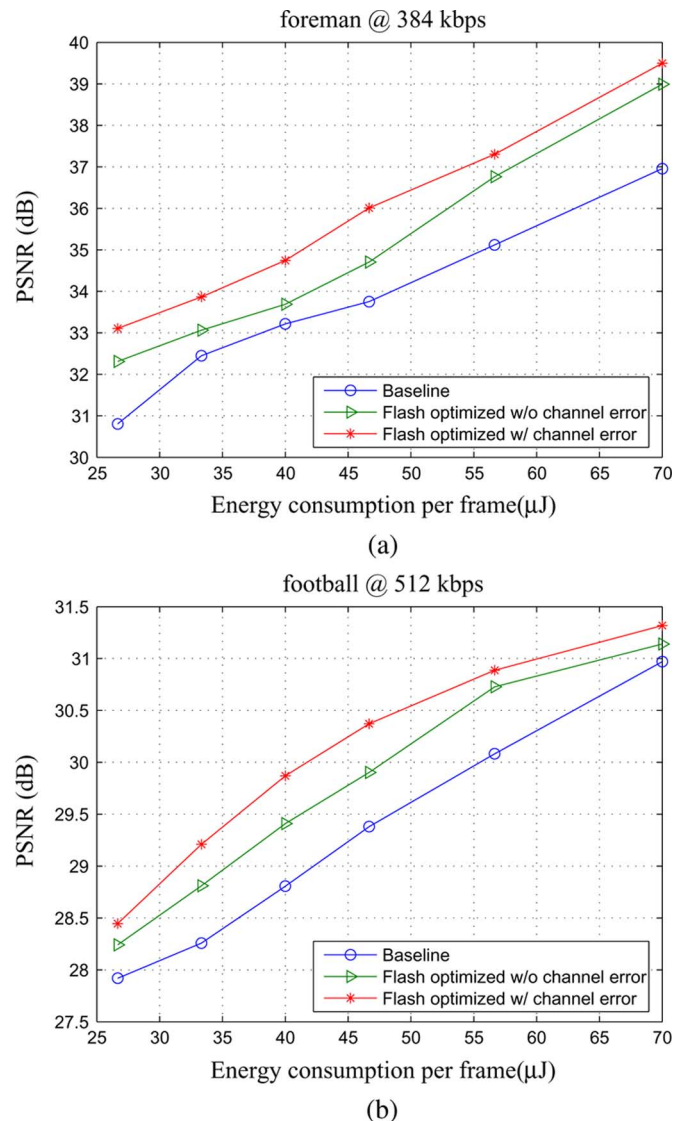 foreman @ 384 kbps
40
39
38
37
36
35
34
33
32
31
30
PSNR (dB)
Baseline
Flash optimized w/o channel error
Flash optimized w/ channel error
25 30 35 40 45 50 55 60 65 70
Energy consumption per frame(µJ)
(a)
football @ 512 kbps
31.5
31
30.5
30
29.5
29
28.5
28
27.5
PSNR (dB)
Baseline
Flash optimized w/o channel error
Flash optimized w/ channel error
25 30 35 40 45 50 55 60 65 70
Energy consumption per frame(µJ)
(b)